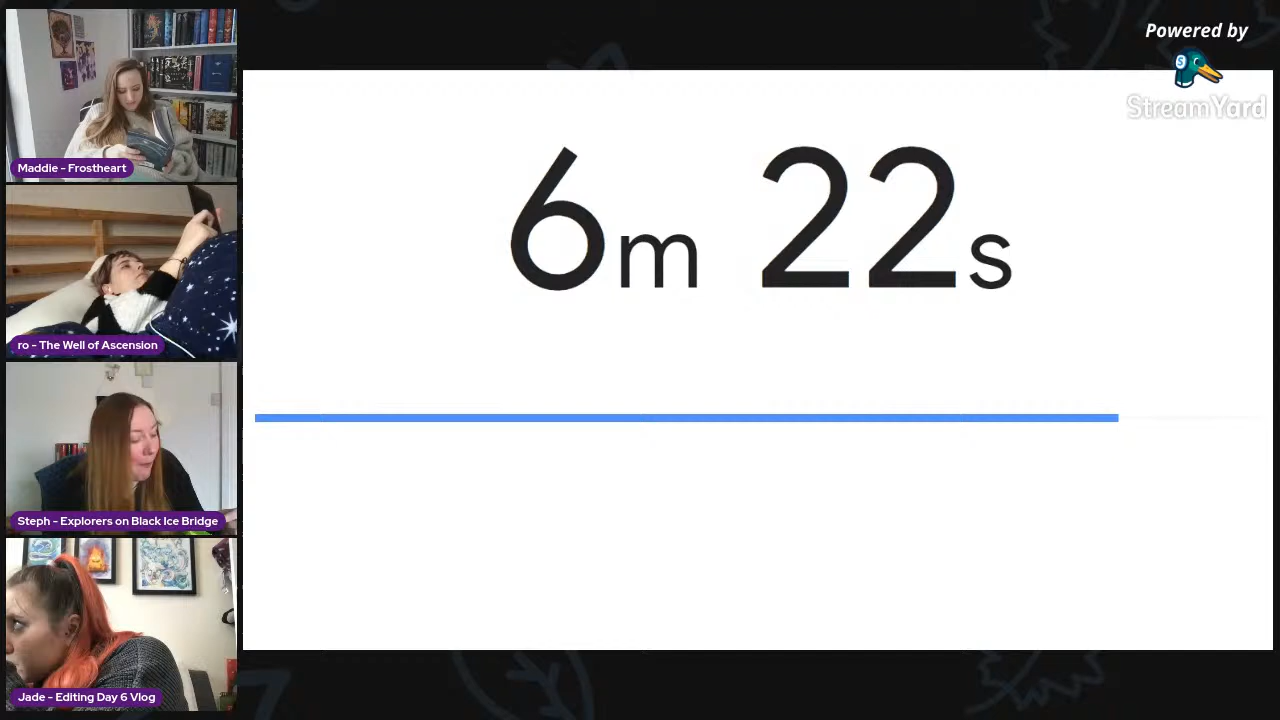 Maddie - Frostheart
ro - The Well of Ascension
Steph - Explorers on Black Ice Bridge
Jade - Editing Day 6 Vlog
6m 22s
Powered by
S
StreamYard